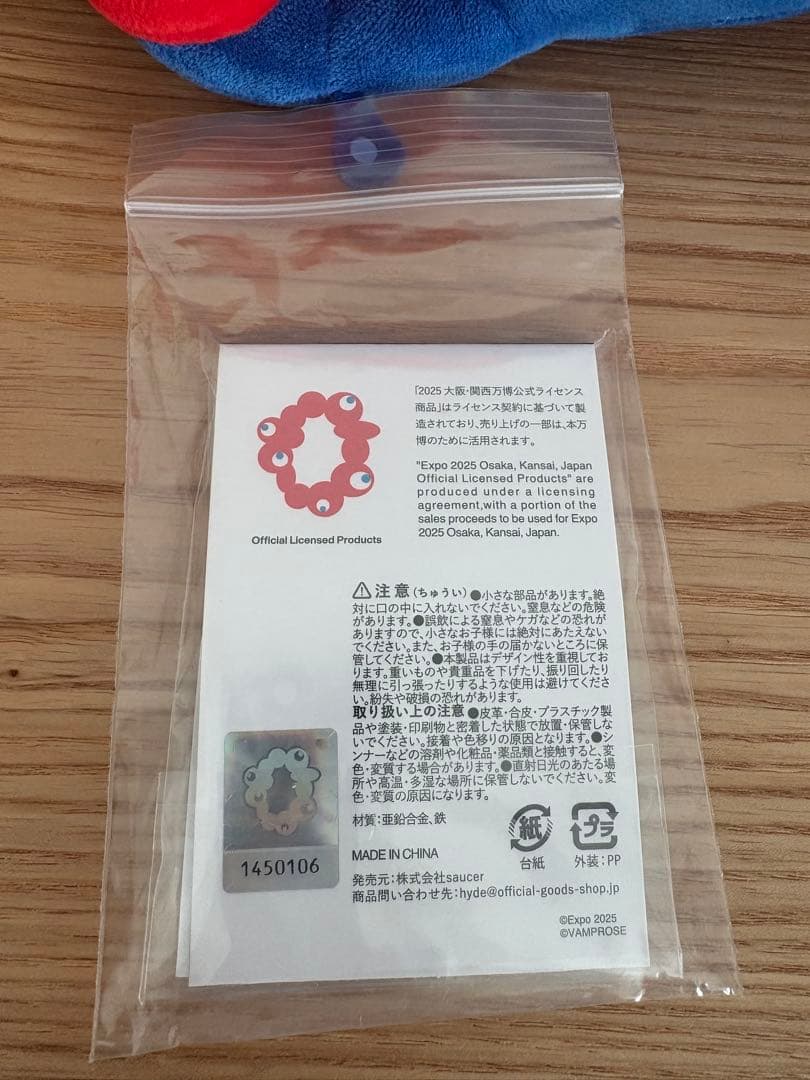 「2025 大阪・関西万博公式ライセンス
商品」はライセンス契約に基づいて製
造されており、売り上げの一部は、本万
博のために活用されます。
"Expo 2025 Osaka, Kansai, Japan
Official Licensed Products" are
produced under a licensing
agreement,with a portion of the
sales proceeds to be used for Expo
2025 Osaka, Kansai, Japan.
Official Licensed Products
注意(ちゅうい)●小さな部品があります。絶
対に口の中に入れないでください。窒息などの危険
があります。●誤飲による窒息やケガなどの恐れが
ありますので、小さなお子様には絶対にあたえない
でください。また、お子様の手の届かないところに保
管してください。●本製品はデザイン性を重視してお
ります。重いものや貴重品を下げたり、振り回したり
無理に引っ張ったりするような使用は避けてくださ
い。紛失や破損の恐れがあります。
取り扱い上の注意●皮革・合皮・プラスチック製
品や塗装・印刷物と密着した状態で放置・保管しな
いでください。接着や色移りの原因となります。●シ
ンナーなどの溶剤や化粧品・薬品類と接触すると、変
色・変質する場合があります。●直射日光のあたる場
所や高温・多湿な場所に保管しないでください。変
色・変質の原因になります。
材質:亜鉛合金、鉄
紙
台紙
プラ
外装:PP
MADE IN CHINA
発売元:株式会社saucer
商品問い合わせ先:hyde@official-goods-shop.jp
1450106
©Expo 2025
©VAMPROSE